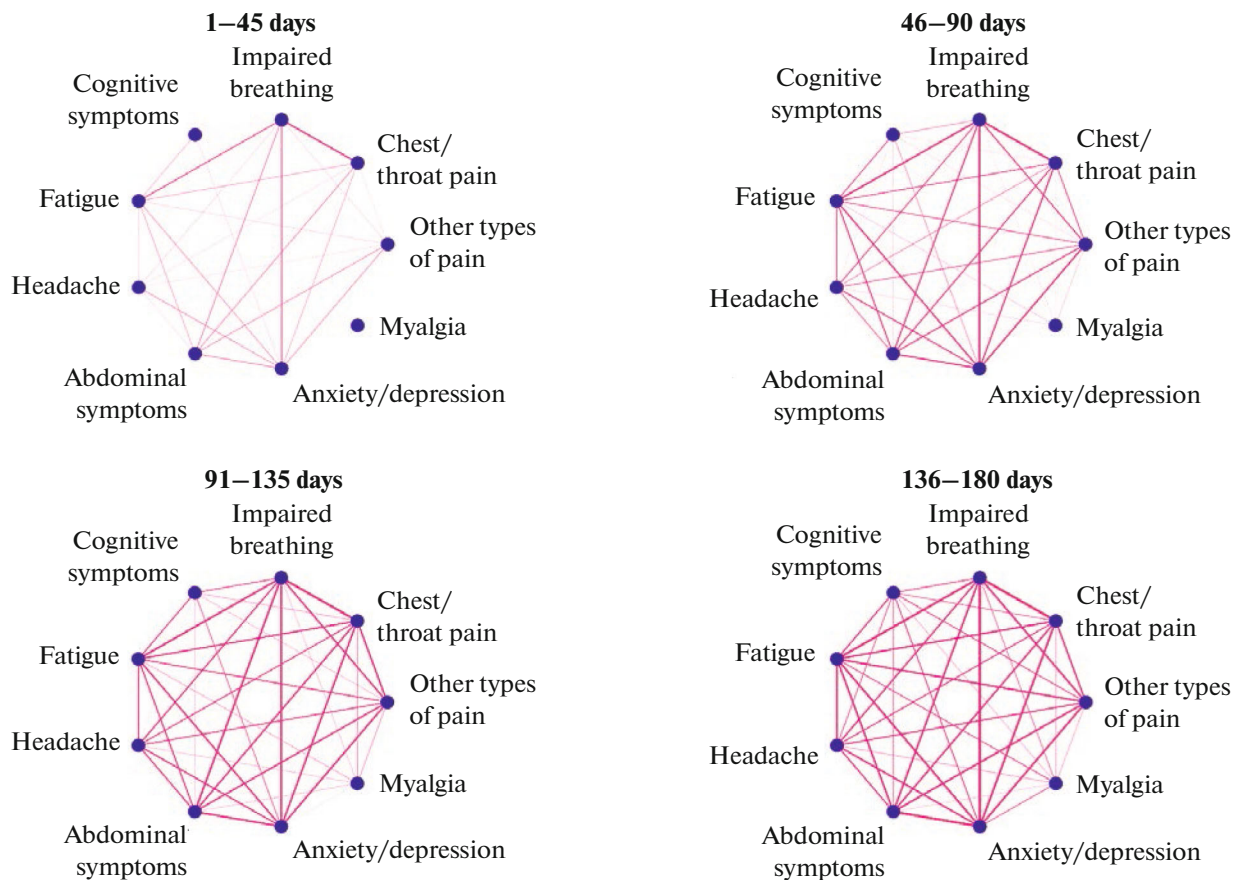 1–45 days
Impaired
breathing
Cognitive
symptoms
Chest/
throat pain
Fatigue
Other types
of pain
Headache
Myalgia
Abdominal
symptoms
Anxiety/depression
46–90 days
Impaired
breathing
Cognitive
symptoms
Chest/
throat pain
Fatigue
Other types
of pain
Headache
Myalgia
Abdominal
symptoms
Anxiety/depression
91–135 days
Impaired
breathing
Cognitive
symptoms
Chest/
throat pain
Fatigue
Other types
of pain
Headache
Myalgia
Abdominal
symptoms
Anxiety/depression
136–180 days
Impaired
breathing
Cognitive
symptoms
Chest/
throat pain
Fatigue
Other types
of pain
Headache
Myalgia
Abdominal
symptoms
Anxiety/depression